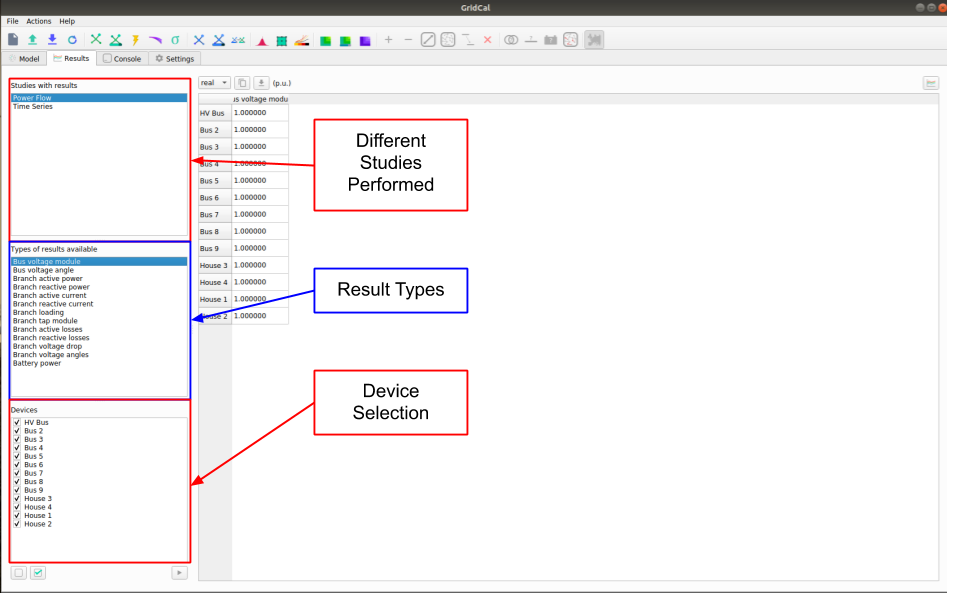 GridCal
File Actions Help
Model Results Console Settings
Studies with results
Power Flow
Time Series
Types of results available
Bus voltage module
Bus voltage angle
Branch active power
Branch reactive power
Branch active current
Branch reactive current
Branch loading
Branch tap module
Branch active losses
Branch reactive losses
Branch voltage drop
Branch voltage angles
Battery power
Devices
HV Bus
Bus 2
Bus 3
Bus 4
Bus 5
Bus 6
Bus 7
Bus 8
Bus 9
House 3
House 4
House 1
House 2
real (p.u.)
us voltage modu
HV Bus 1.000000
Bus 2 1.000000
Bus 3 1.000000
Bus 4 1.000000
Bus 5 1.000000
Bus 6 1.000000
Bus 7 1.000000
Bus 8 1.000000
Bus 9 1.000000
House 3 1.000000
House 4 1.000000
House 1 1.000000
House 2 1.000000
Different
Studies
Performed
Result Types
Device
Selection